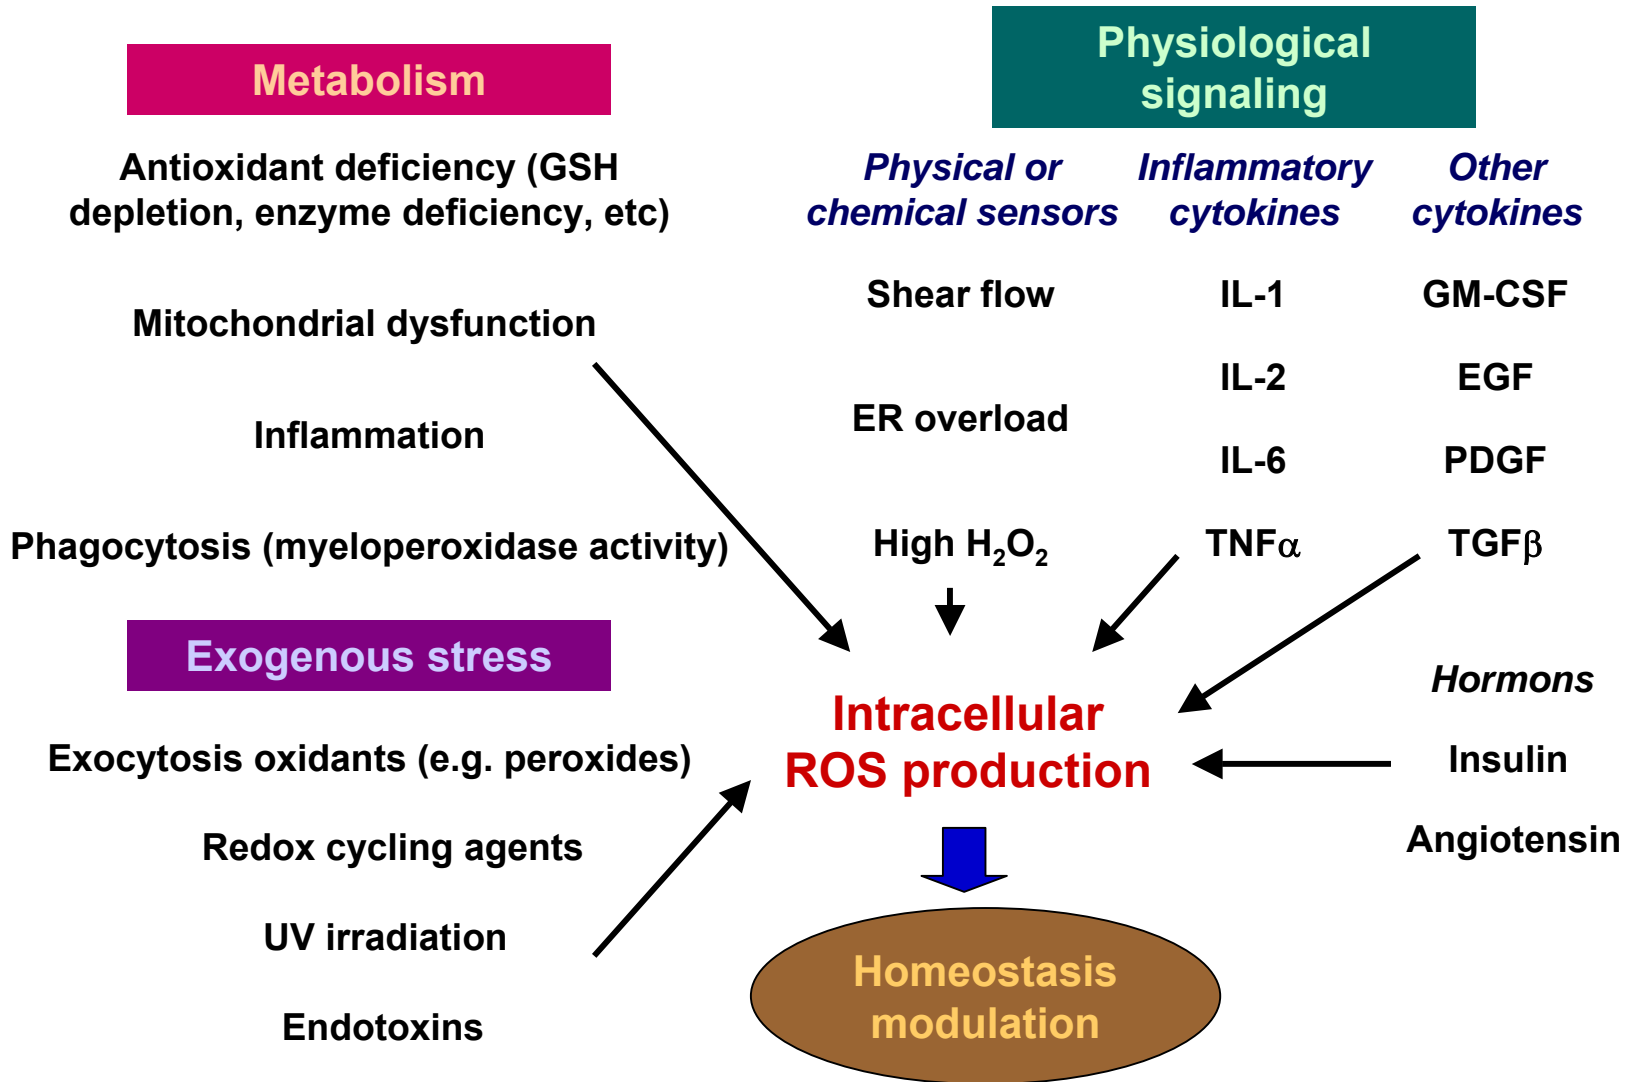 Metabolism
Antioxidant deficiency (GSH
depletion, enzyme deficiency, etc)
Mitochondrial dysfunction
Inflammation
Phagocytosis (myeloperoxidase activity)
Exogenous stress
Exocytosis oxidants (e.g. peroxides)
Redox cycling agents
UV irradiation
Endotoxins
Physiological
signaling
Physical or
chemical sensors
Shear flow
ER overload
High H₂O₂
Inflammatory
cytokines
IL-1
IL-2
IL-6
TNFα
Other
cytokines
GM-CSF
EGF
PDGF
TGFβ
Hormons
Insulin
Angiotensin
Intracellular
ROS production
Homeostasis
modulation